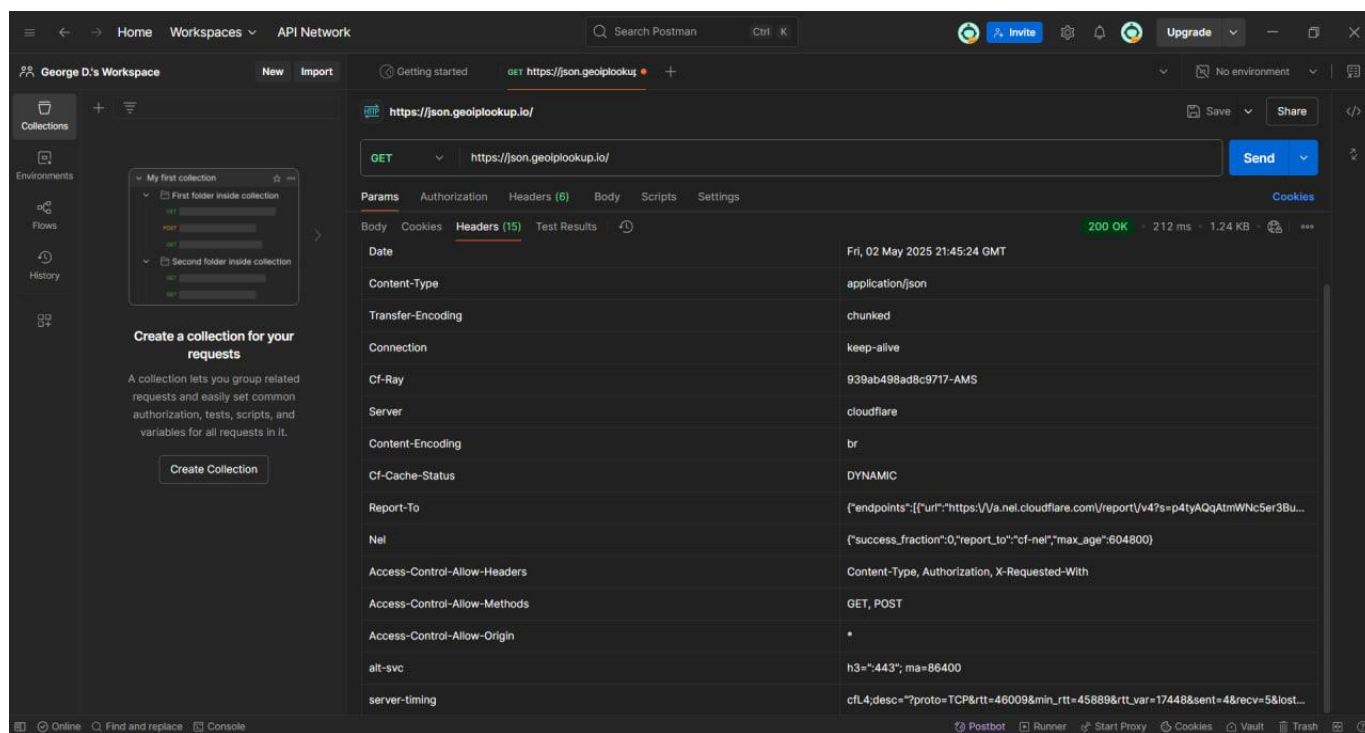 Home Workspaces API Network Search Postman Ctrl K Invite Upgrade
George D.'s Workspace New Import Getting started GET https://json.geoiplookup No environment
Collections
Environments
Flows
History
My first collection
First folder inside collection
GET
POST
GET
Second folder inside collection
GET
GET
Create a collection for your
requests
A collection lets you group related
requests and easily set common
authorization, tests, scripts, and
variables for all requests in it.
Create Collection
HTTP https://json.geoiplookup.io/ Save Share
GET https://json.geoiplookup.io/ Send
Params Authorization Headers (6) Body Scripts Settings Cookies
Body Cookies Headers (15) Test Results 200 OK • 212 ms • 1.24 KB
Date Fri, 02 May 2025 21:45:24 GMT
Content-Type application/json
Transfer-Encoding chunked
Connection keep-alive
Cf-Ray 939ab498ad8c9717-AMS
Server cloudflare
Content-Encoding br
Cf-Cache-Status DYNAMIC
Report-To {"endpoints":[{"url":"https:\/\/a.nel.cloudflare.com\/report\/v4?s=p4tyAQqAtmWNc5er3Bu...
Nel {"success_fraction":0,"report_to":"cf-nel","max_age":604800}
Access-Control-Allow-Headers Content-Type, Authorization, X-Requested-With
Access-Control-Allow-Methods GET, POST
Access-Control-Allow-Origin *
alt-svc h3=":443"; ma=86400
server-timing cfL4;desc="?proto=TCP&rtt=46009&min_rtt=45889&rtt_var=17448&sent=4&recv=5&lost...
Online Find and replace Console Postbot Runner Start Proxy Cookies Vault Trash